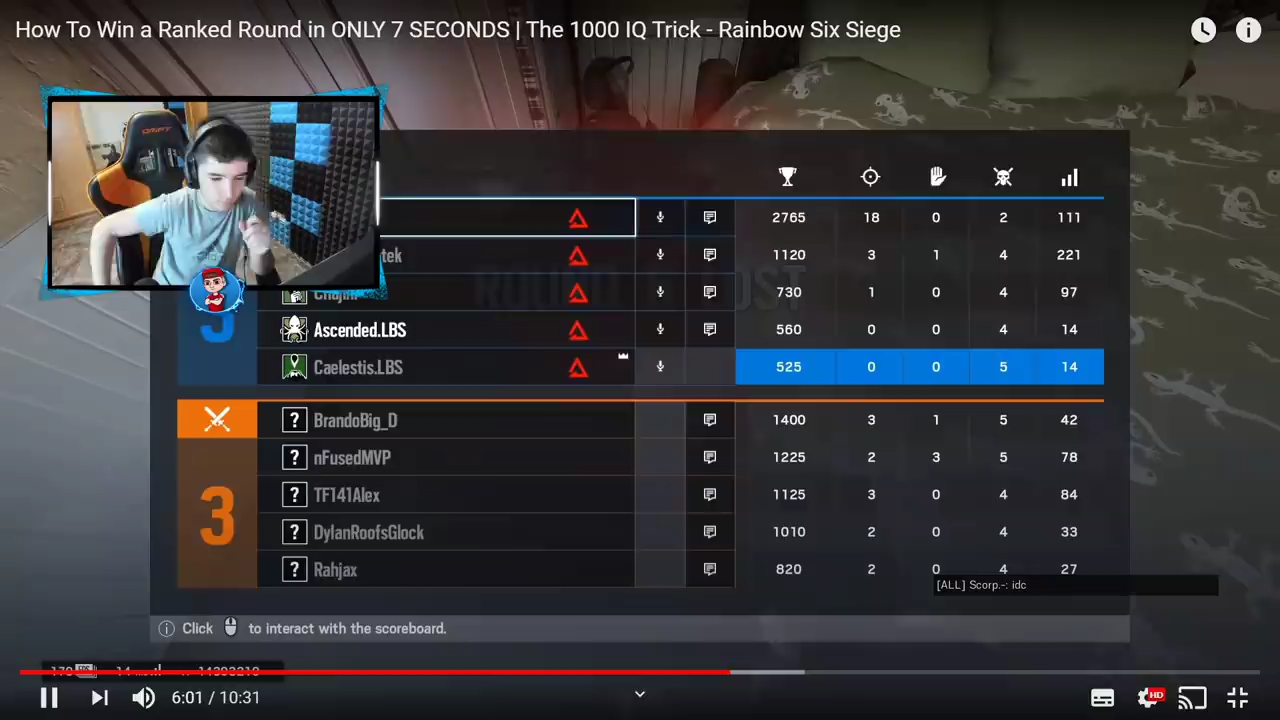 How To Win a Ranked Round in ONLY 7 SECONDS | The 1000 IQ Trick - Rainbow Six Siege
2765 18 0 2 111
tek 1120 3 1 4 221
730 1 0 4 97
3 Ascended.LBS 560 0 0 4 14
Caelestis.LBS 525 0 0 5 14
BrandoBig_D 1400 3 1 5 42
nFusedMVP 1225 2 3 5 78
3 TF141Alex 1125 3 0 4 84
DylanRoofsGlock 1010 2 0 4 33
Rahjax 820 2 0 4 27
[ALL] Scorp.-: idc
Click to interact with the scoreboard.
6:01 / 10:31
HD